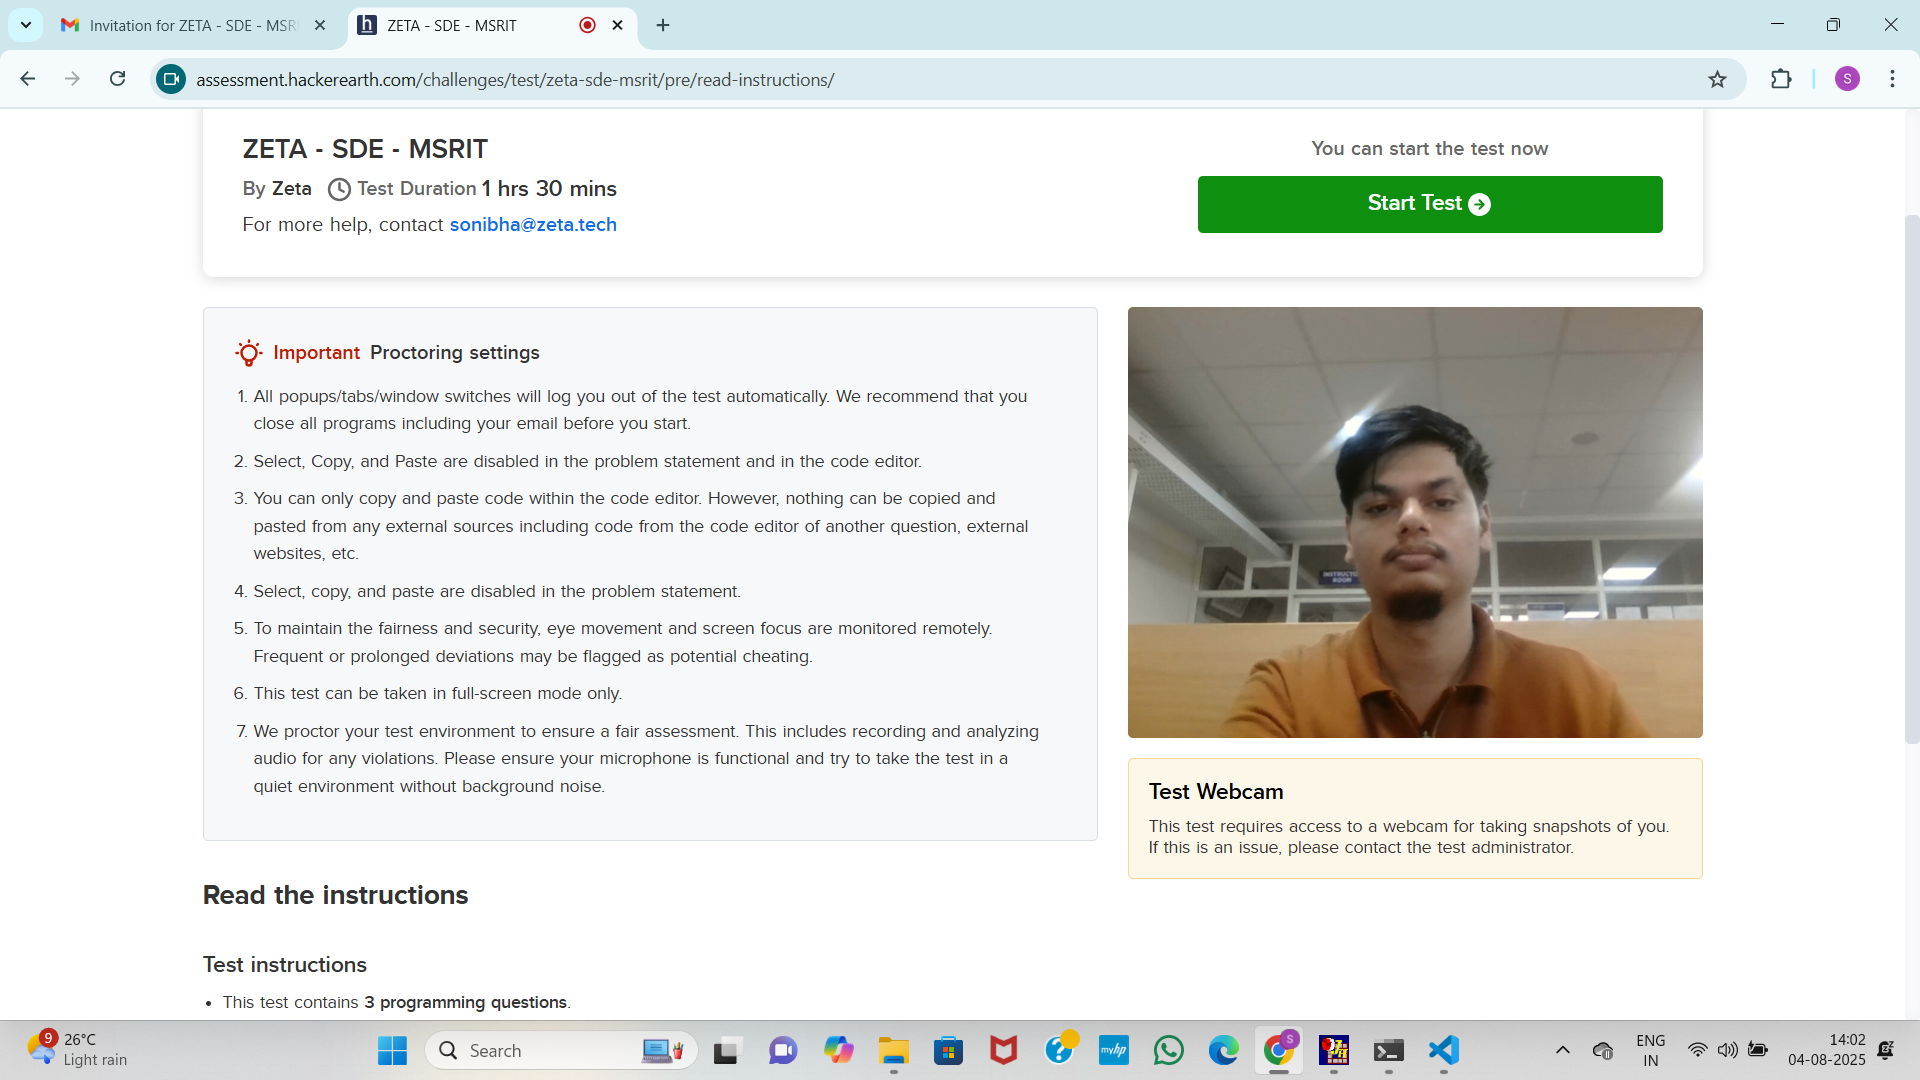 Invitation for ZETA - SDE - MSRI
ZETA - SDE - MSRIT
assessment.hackerearth.com/challenges/test/zeta-sde-msrit/pre/read-instructions/
S
ZETA - SDE - MSRIT
By Zeta Test Duration 1 hrs 30 mins
For more help, contact sonibha@zeta.tech
You can start the test now
Start Test
Important Proctoring settings
1. All popups/tabs/window switches will log you out of the test automatically. We recommend that you
close all programs including your email before you start.
2. Select, Copy, and Paste are disabled in the problem statement and in the code editor.
3. You can only copy and paste code within the code editor. However, nothing can be copied and
pasted from any external sources including code from the code editor of another question, external
websites, etc.
4. Select, copy, and paste are disabled in the problem statement.
5. To maintain the fairness and security, eye movement and screen focus are monitored remotely.
Frequent or prolonged deviations may be flagged as potential cheating.
6. This test can be taken in full-screen mode only.
7. We proctor your test environment to ensure a fair assessment. This includes recording and analyzing
audio for any violations. Please ensure your microphone is functional and try to take the test in a
quiet environment without background noise.
ROOM
Test Webcam
This test requires access to a webcam for taking snapshots of you.
If this is an issue, please contact the test administrator.
Read the instructions
Test instructions
• This test contains 3 programming questions.
9
26°C
Light rain
Search
myhp
S
ENG
IN
14:02
04-08-2025